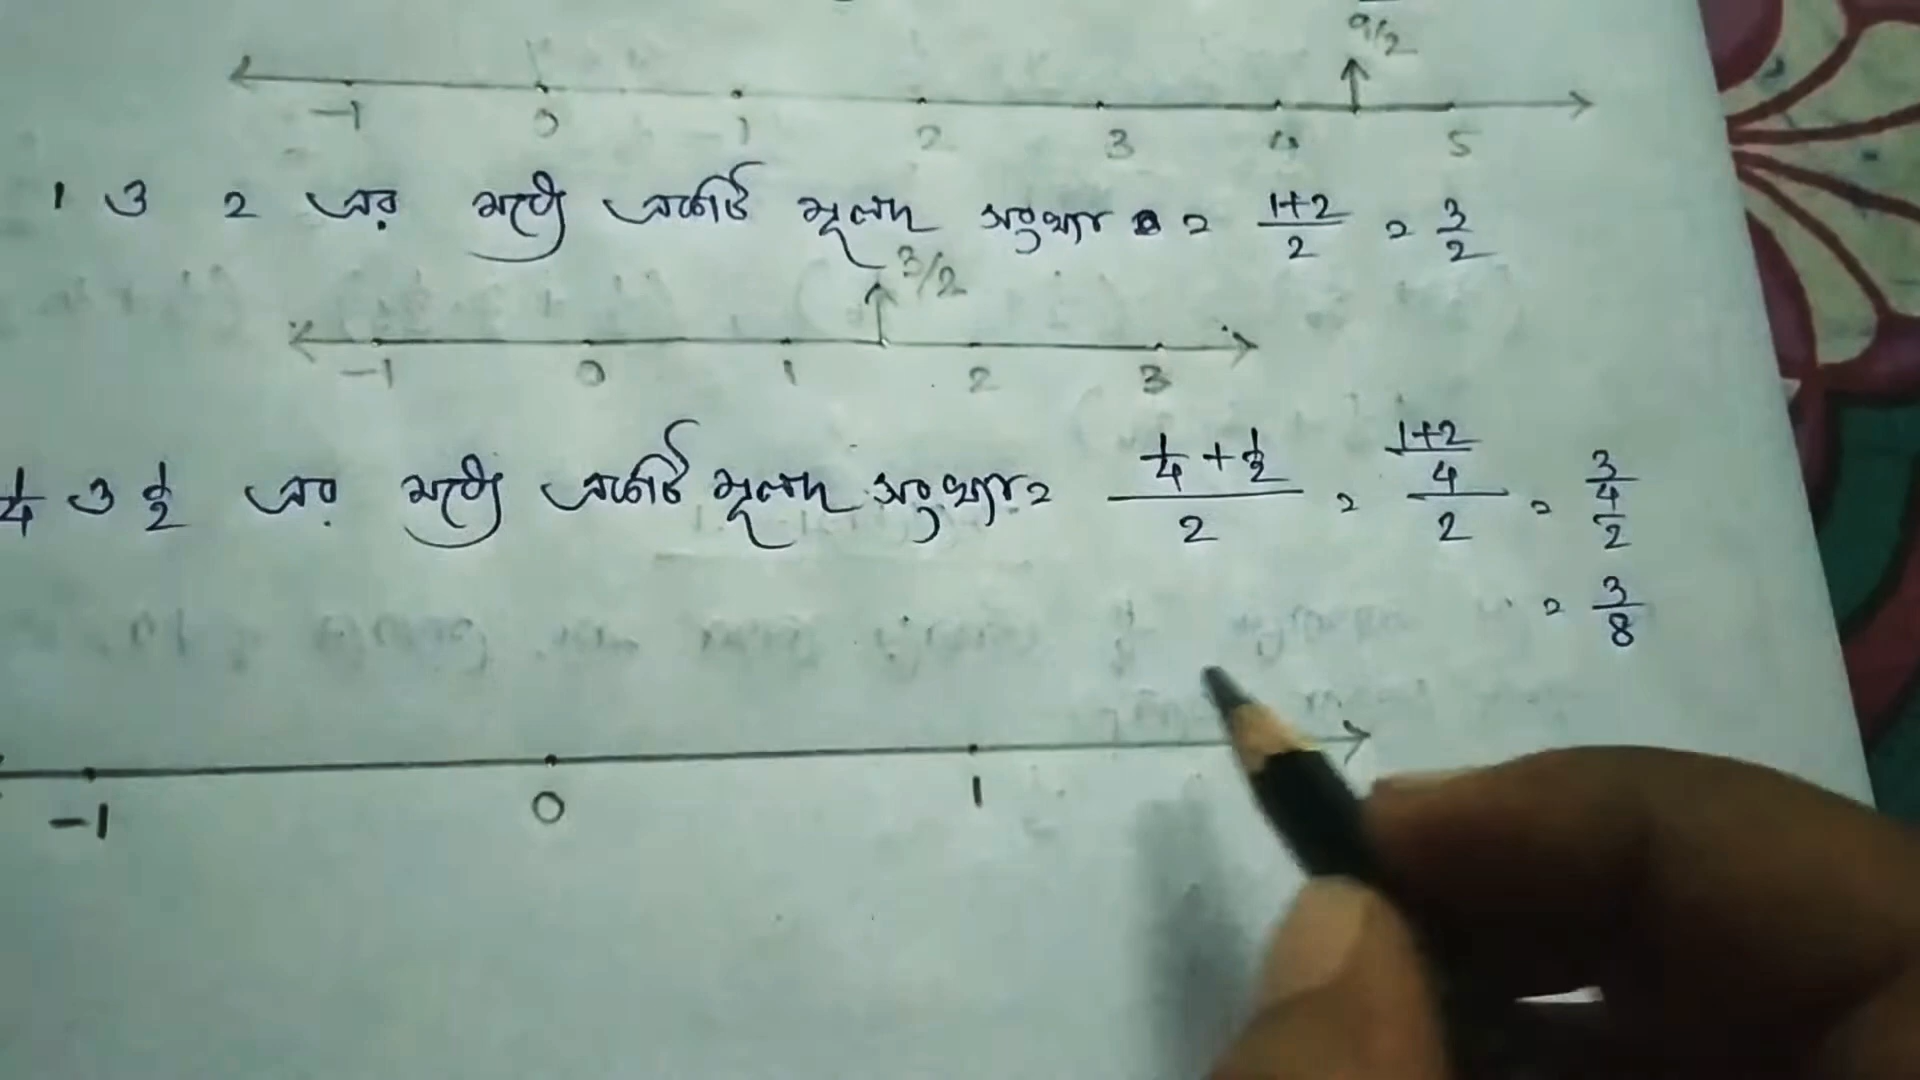 9/2
-1 0 1 2 3 4 5
1 ও 2 এর মধ্যে একটি মূলদ সংখ্যা = (1+2)/2 = 3/2
3/2
-1 0 1 2 3
1/4 ও 1/2 এর মধ্যে একটি মূলদ সংখ্যা = (1/4 + 1/2)/2 = ((1+2)/4)/2 = (3/4)/2
= 3/8
-1 0 1